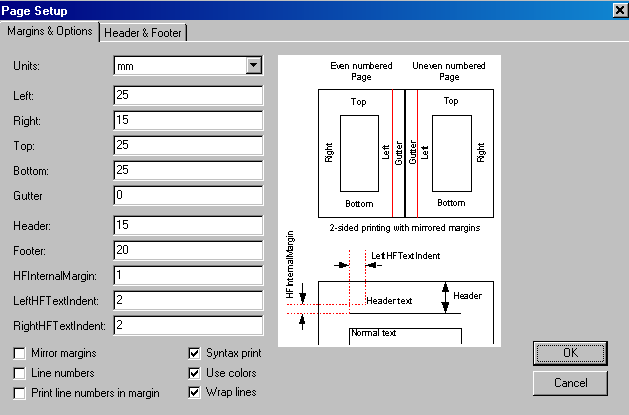 Page Setup
Margins & Options
Header & Footer
Units: mm
Left: 25
Right: 15
Top: 25
Bottom: 25
Gutter 0
Header: 15
Footer: 20
HFInternalMargin: 1
LeftHFTextIndent: 2
RightHFTextIndent: 2
Mirror margins
Line numbers
Print line numbers in margin
Syntax print
Use colors
Wrap lines
Even numbered Page
Uneven numbered Page
Top
Top
Right
Left
Gutter
Gutter
Left
Right
Bottom
Bottom
2-sided printing with mirrored margins
HFInternalMargin
LeftHFTextIndent
Header text
Header
Normal text
OK
Cancel